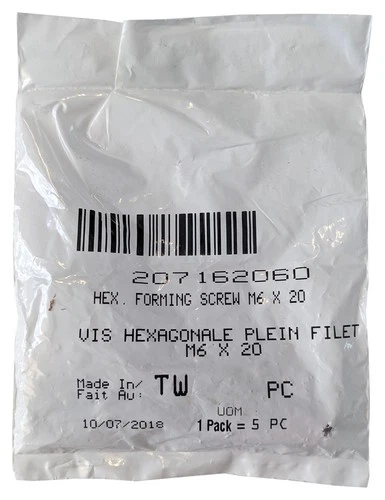 207162060
HEX. FORMING SCREW M6 X 20
VIS HEXAGONALE PLEIN FILET
M6 X 20
Made In/ TW PC
Fait Au:
UOM
10/07/2018 1 Pack = 5 PC